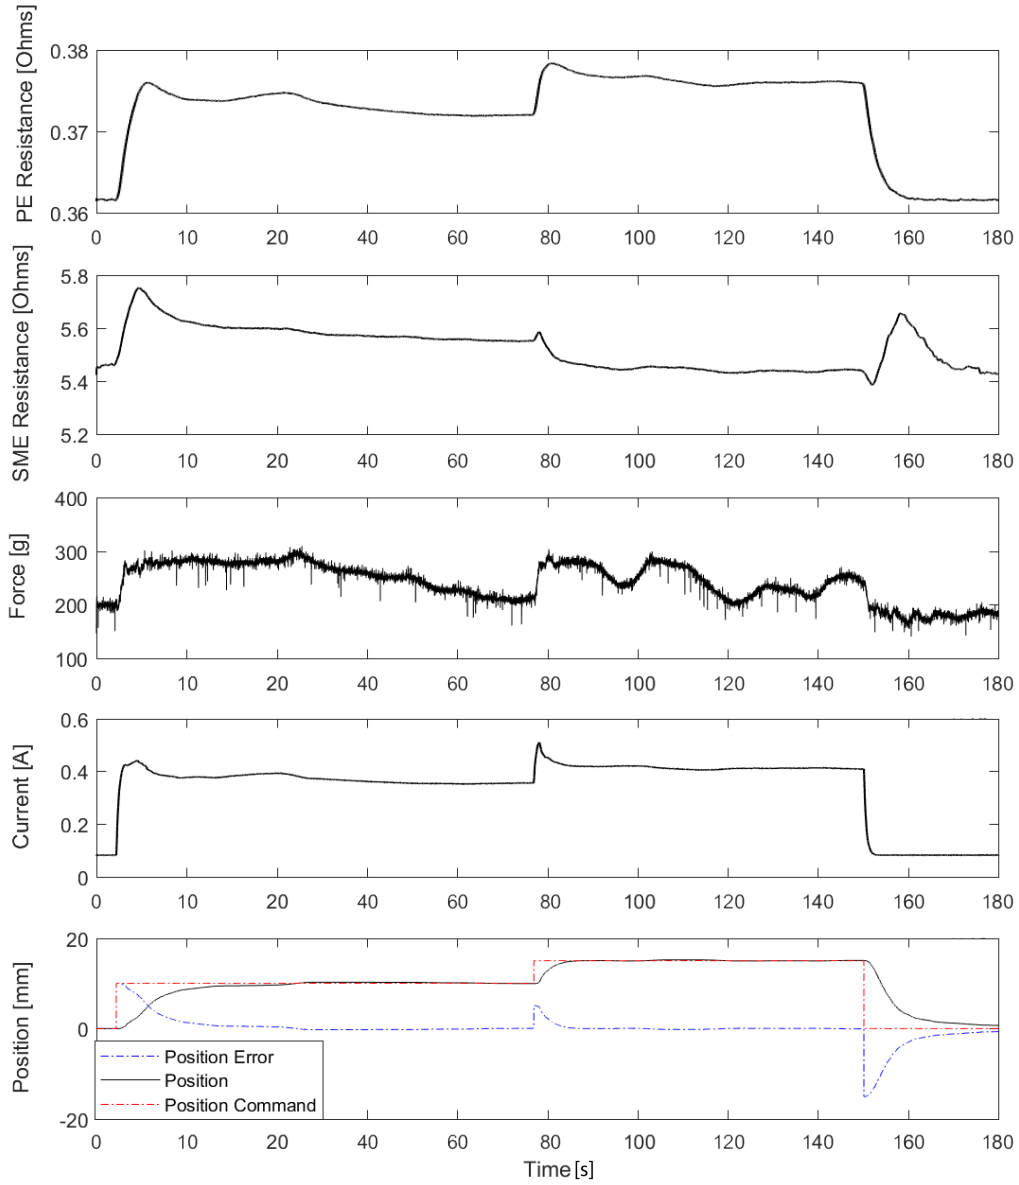 PE Resistance [Ohms]
0.38
0.37
0.36
0 10 20 40 60 80 100 120 140 160 180
SME Resistance [Ohms]
5.8
5.6
5.4
5.2
0 10 20 40 60 80 100 120 140 160 180
Force [g]
400
300
200
100
0 10 20 40 60 80 100 120 140 160 180
Current [A]
0.6
0.4
0.2
0
0 10 20 40 60 80 100 120 140 160 180
Position [mm]
20
0
-20
Position Error
Position
Position Command
0 10 20 40 60 80 100 120 140 160 180
Time [s]